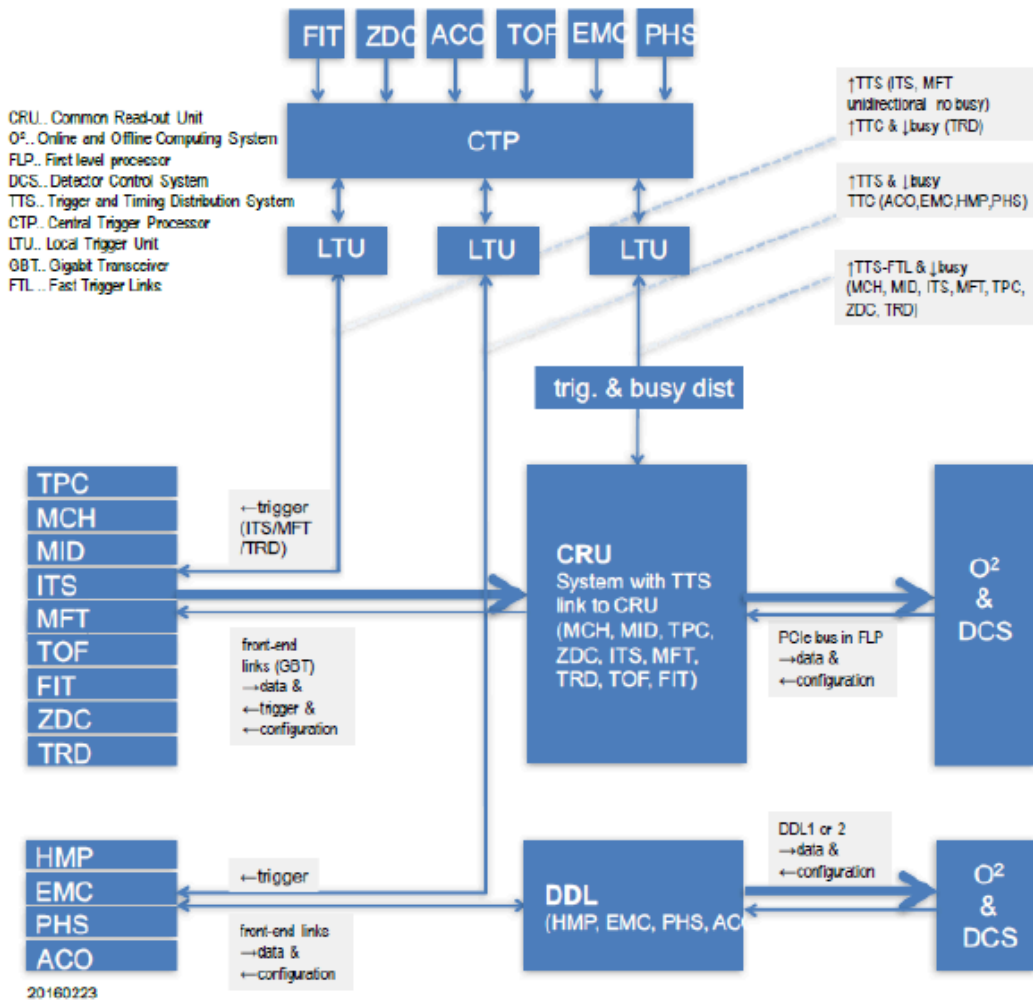 FIT ZDC ACO TOF EMC PHS
CTP
CRU.. Common Read-out Unit
O².. Online and Offline Computing System
FLP.. First level processor
DCS.. Detector Control System
TTS.. Trigger and Timing Distribution System
CTP.. Central Trigger Processor
LTU.. Local Trigger Unit
GBT.. Gigabit Transceiver
FTL .. Fast Trigger Links
↑TTS (ITS, MFT
unidirectional no busy)
↑TTC & ↓busy (TRD)
↑TTS & ↓busy
TTC (ACO,EMC,HMP,PHS)
↑TTS-FTL & ↓busy
(MCH, MID, ITS, MFT, TPC,
ZDC, TRD)
LTU LTU LTU
trig. & busy dist
TPC
MCH
MID
ITS
MFT
TOF
FIT
ZDC
TRD
←trigger
(ITS/MFT
/TRD)
front-end
links (GBT)
→data &
←trigger &
←configuration
CRU
System with TTS
link to CRU
(MCH, MID, TPC,
ZDC, ITS, MFT,
TRD, TOF, FIT)
PCIe bus in FLP
→data &
←configuration
O²
&
DCS
HMP
EMC
PHS
ACO
←trigger
front-end links
→data &
←configuration
DDL
(HMP, EMC, PHS, AC
DDL1 or 2
→data &
←configuration
O²
&
DCS
20160223